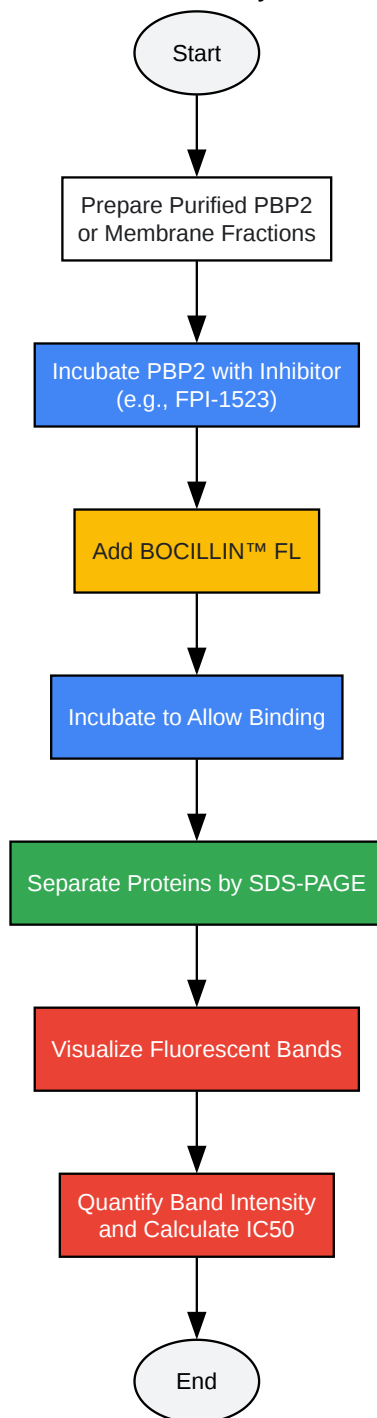 Start
Prepare Purified PBP2
or Membrane Fractions
Incubate PBP2 with Inhibitor
(e.g., FPI-1523)
Add BOCILLIN™ FL
Incubate to Allow Binding
Separate Proteins by SDS-PAGE
Visualize Fluorescent Bands
Quantify Band Intensity
and Calculate IC50
End